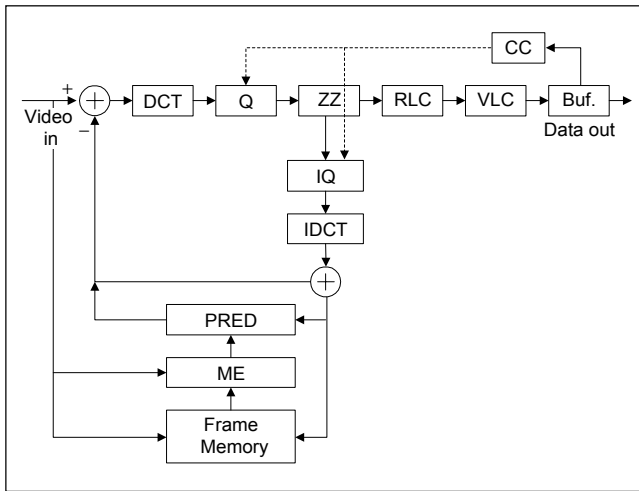 CC
+
+
DCT
Q
ZZ
RLC
VLC
Buf.
Video
in
−
Data out
IQ
IDCT
+
PRED
ME
Frame
Memory